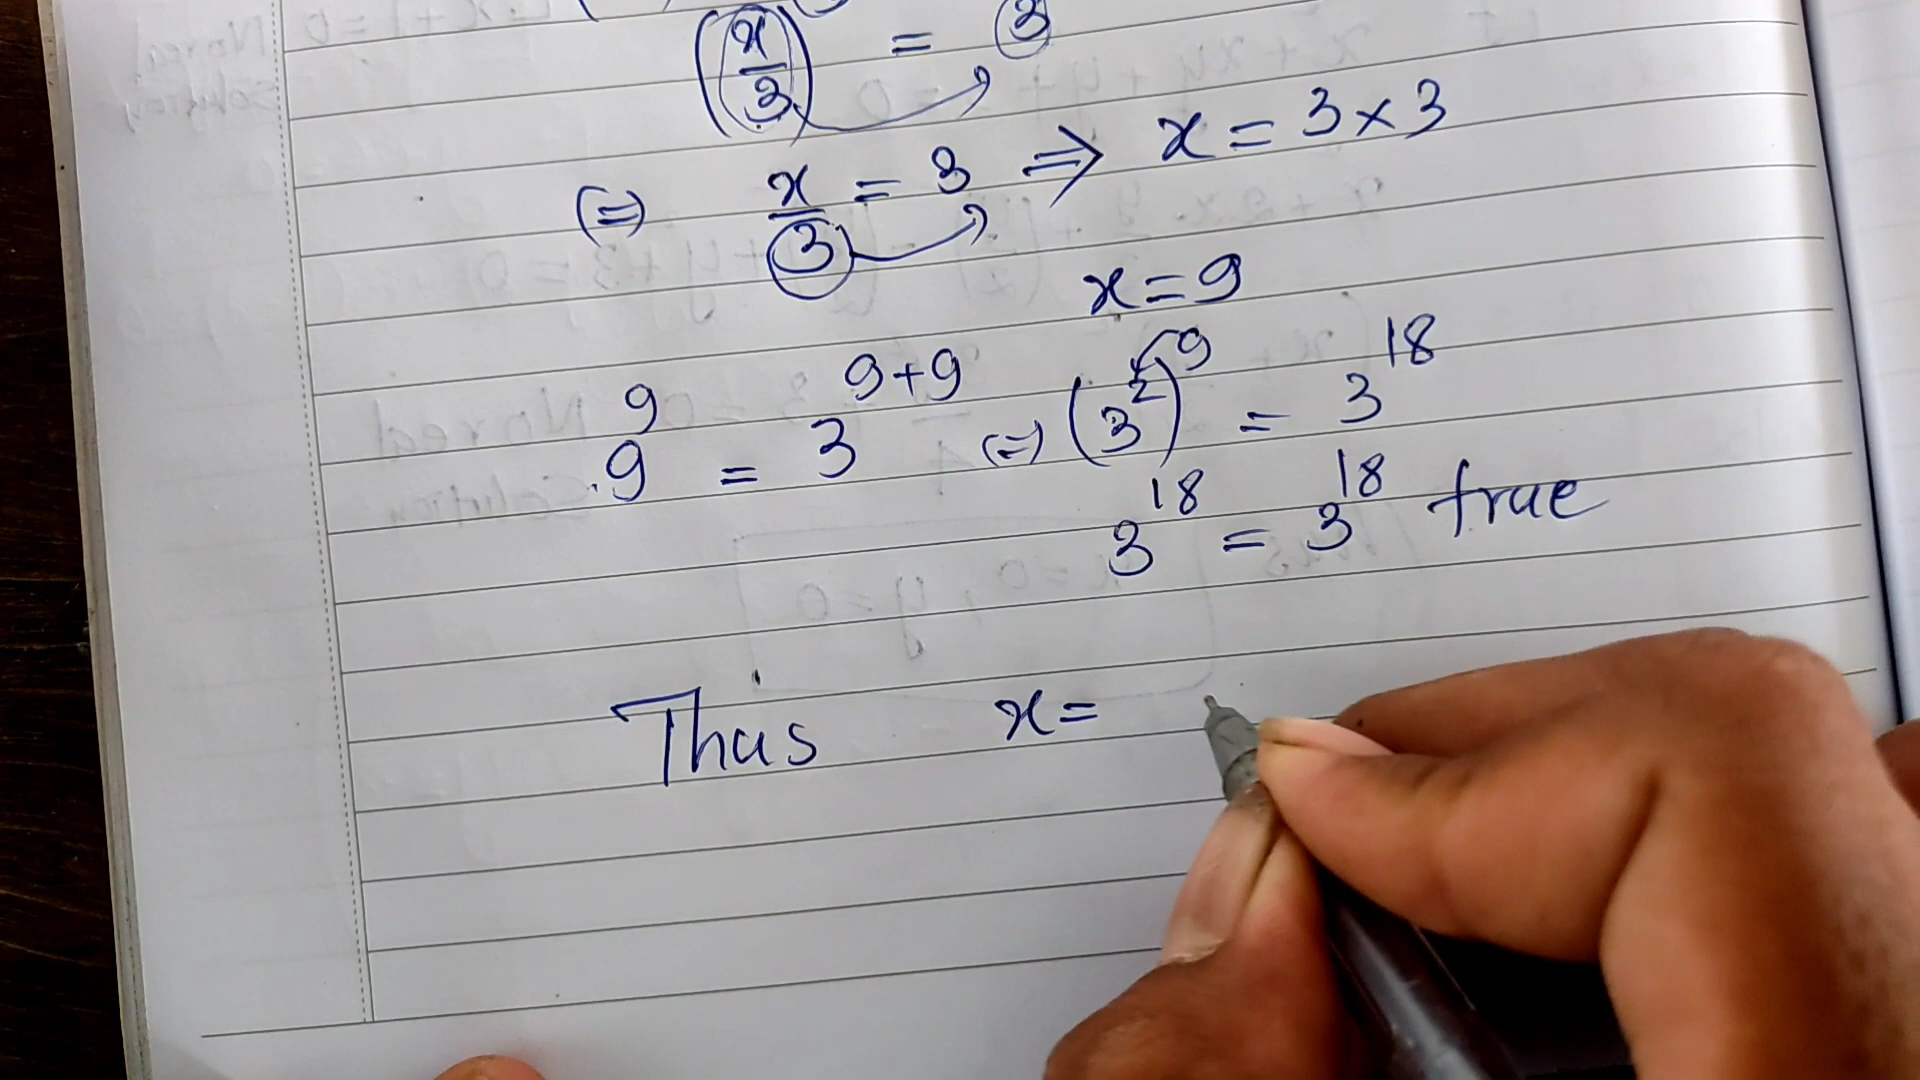 (x/3) = 3
(=) x/3 = 3 ⇒ x = 3×3
x=9
9^9 = 3^(9+9) (=) (3^2)^9 = 3^18
3^18 = 3^18 true
Thus x=